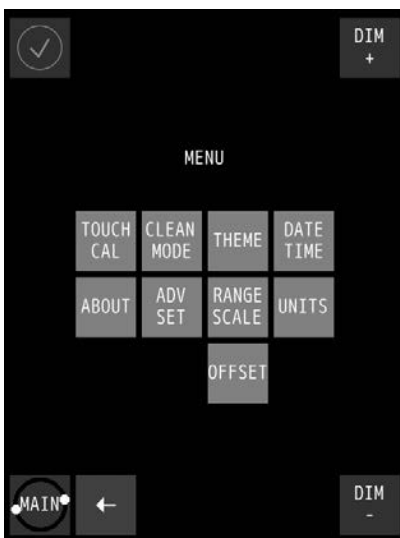 DIM
+
MENU
TOUCH
CAL
CLEAN
MODE
THEME
DATE
TIME
ABOUT
ADV
SET
RANGE
SCALE
UNITS
OFFSET
MAIN
←
DIM
-